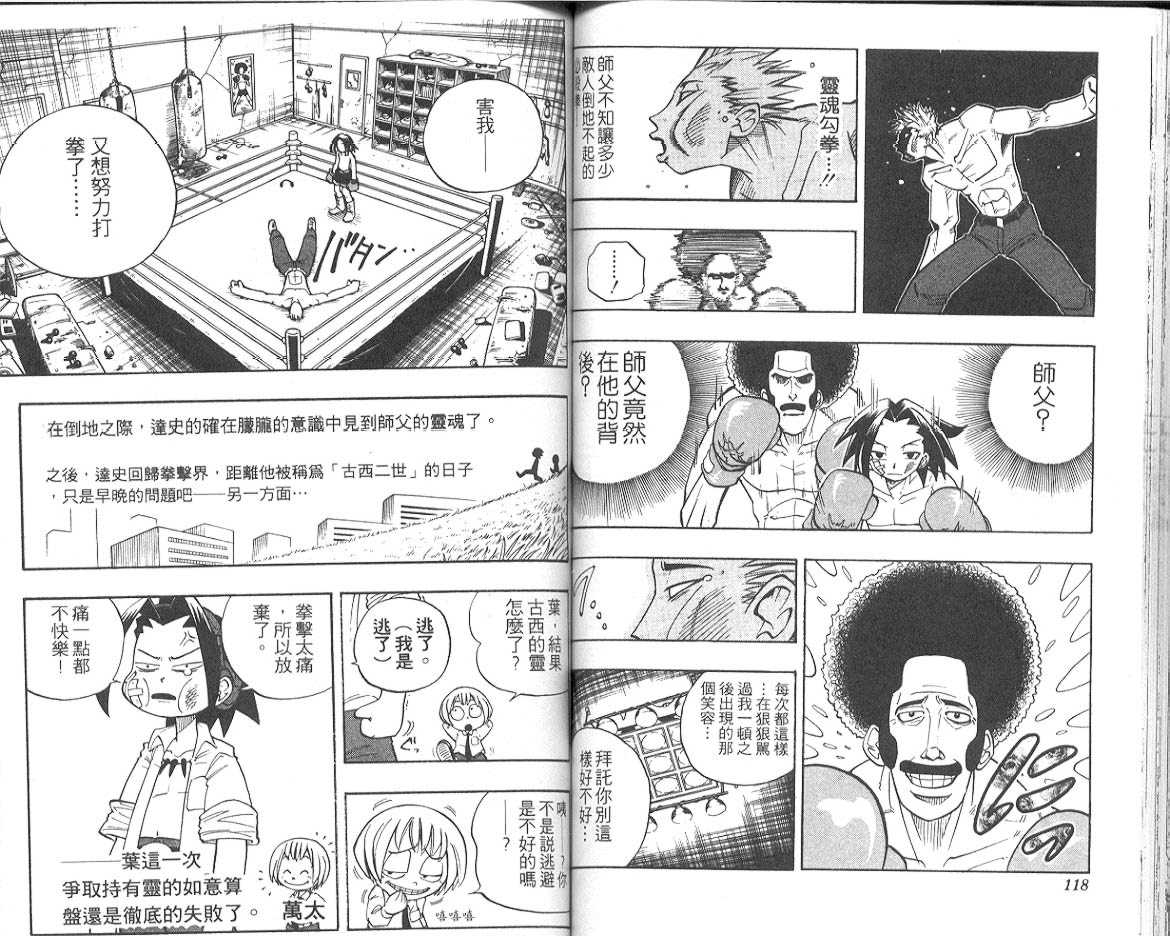 靈魂勾拳…!!
師父不知讓多少
敵人倒地不起的
……!
師父?
師父竟然
在他的背
後?
每次都這樣
…在狠狠罵
過我一頓之
後出現的那
個笑容…
拜託你別這
樣好不好…
118
害我——
又想努力打
拳了……
バタン…
在倒地之際,達史的確在朦朧的意識中見到師父的靈魂了。
之後,達史回歸拳擊界,距離他被稱為「古西二世」的日子
,只是早晚的問題吧——另一方面…
葉,結果
古西的靈
怎麼了?
逃了。
(我是
逃了)
ぐっ
咦?你
不是說逃避
是不好的嗎
?
嘻嘻嘻
拳擊太痛
,所以放
棄了。
痛一點都
不快樂!
——葉這一次
爭取持有靈的如意算
盤還是徹底的失敗了。
萬太